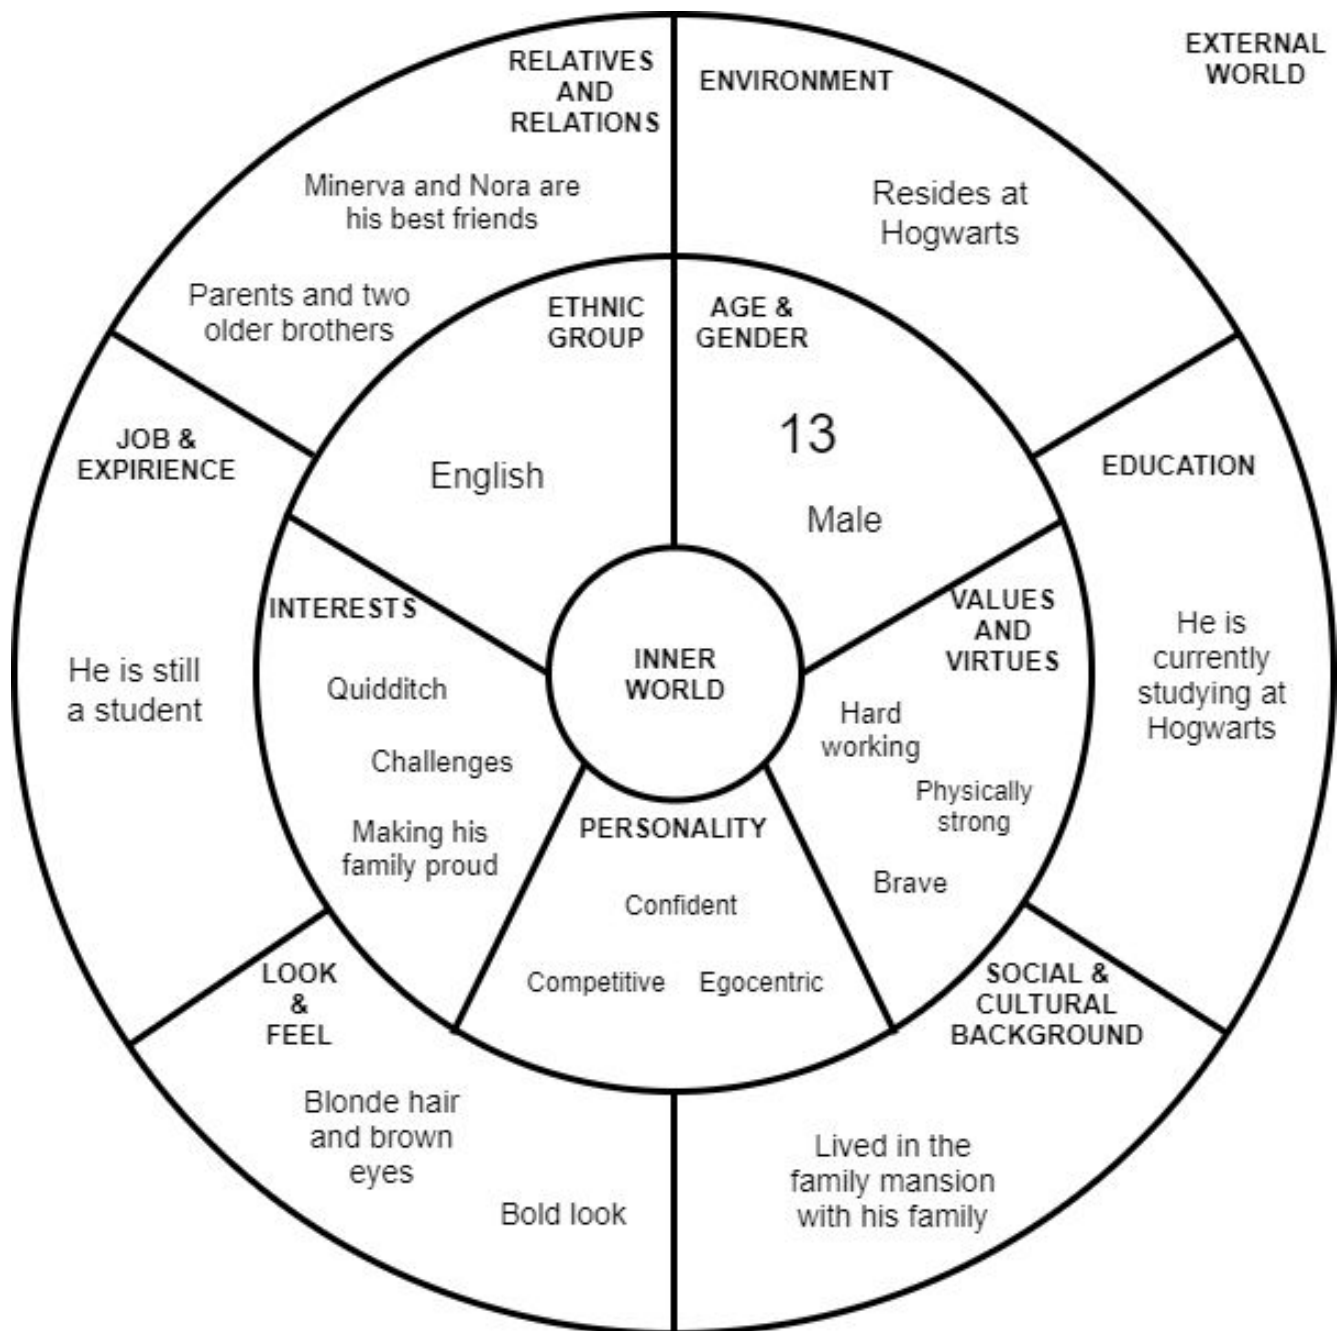 EXTERNAL
WORLD
RELATIVES
AND
RELATIONS
Minerva and Nora are
his best friends
Parents and two
older brothers
ENVIRONMENT
Resides at
Hogwarts
JOB &
EXPIRIENCE
He is still
a student
EDUCATION
He is
currently
studying at
Hogwarts
LOOK
&
FEEL
Blonde hair
and brown
eyes
Bold look
SOCIAL &
CULTURAL
BACKGROUND
Lived in the
family mansion
with his family
ETHNIC
GROUP
English
AGE &
GENDER
13
Male
INTERESTS
Quidditch
Challenges
Making his
family proud
INNER
WORLD
VALUES
AND
VIRTUES
Hard
working
Physically
strong
Brave
PERSONALITY
Confident
Competitive
Egocentric